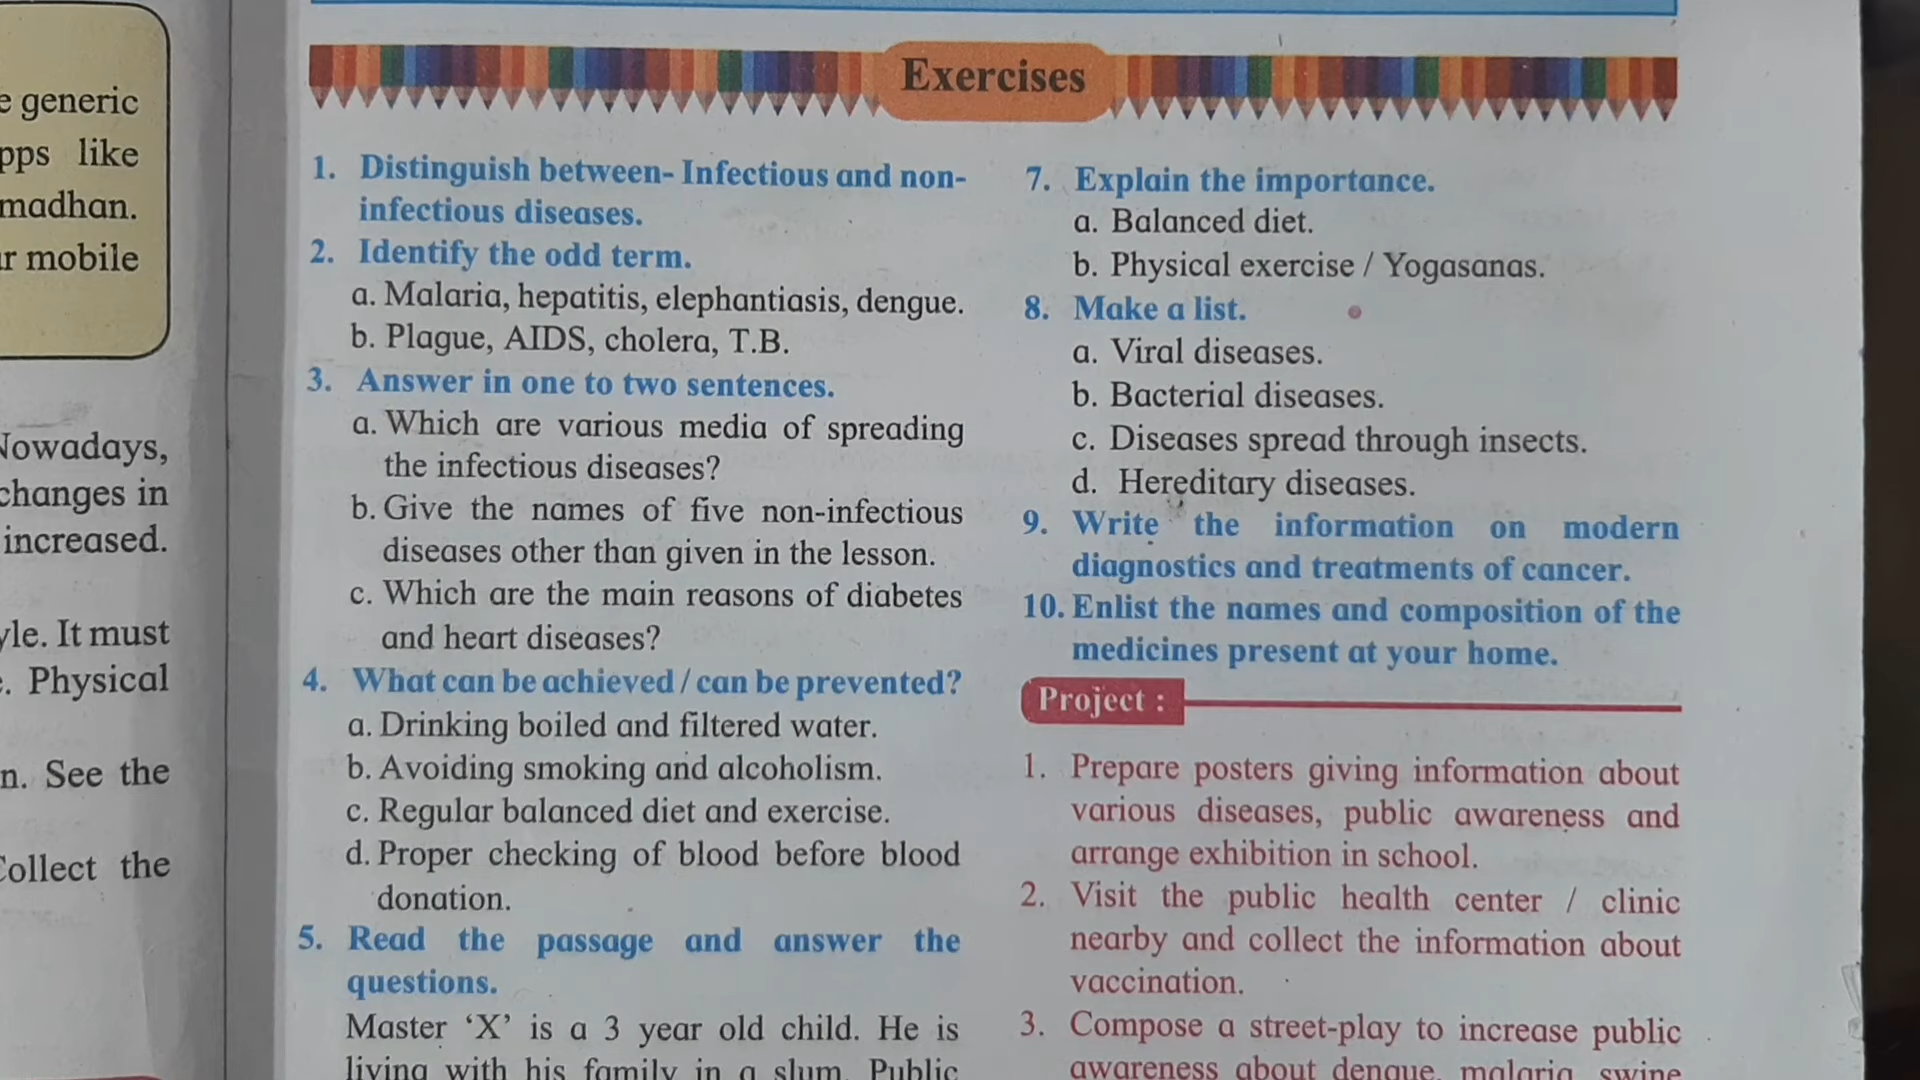 e generic
pps like
madhan.
r mobile
Nowadays,
changes in
increased.
yle. It must
. Physical
n. See the
Collect the
Exercises
1. Distinguish between- Infectious and non-
infectious diseases.
2. Identify the odd term.
a. Malaria, hepatitis, elephantiasis, dengue.
b. Plague, AIDS, cholera, T.B.
3. Answer in one to two sentences.
a. Which are various media of spreading
the infectious diseases?
b. Give the names of five non-infectious
diseases other than given in the lesson.
c. Which are the main reasons of diabetes
and heart diseases?
4. What can be achieved / can be prevented?
a. Drinking boiled and filtered water.
b. Avoiding smoking and alcoholism.
c. Regular balanced diet and exercise.
d. Proper checking of blood before blood
donation.
5. Read the passage and answer the
questions.
Master ‘X’ is a 3 year old child. He is
living with his family in a slum. Public
7. Explain the importance.
a. Balanced diet.
b. Physical exercise / Yogasanas.
8. Make a list.
a. Viral diseases.
b. Bacterial diseases.
c. Diseases spread through insects.
d. Hereditary diseases.
9. Write the information on modern
diagnostics and treatments of cancer.
10. Enlist the names and composition of the
medicines present at your home.
Project :
1. Prepare posters giving information about
various diseases, public awareness and
arrange exhibition in school.
2. Visit the public health center / clinic
nearby and collect the information about
vaccination.
3. Compose a street-play to increase public
awareness about dengue, malaria, swine